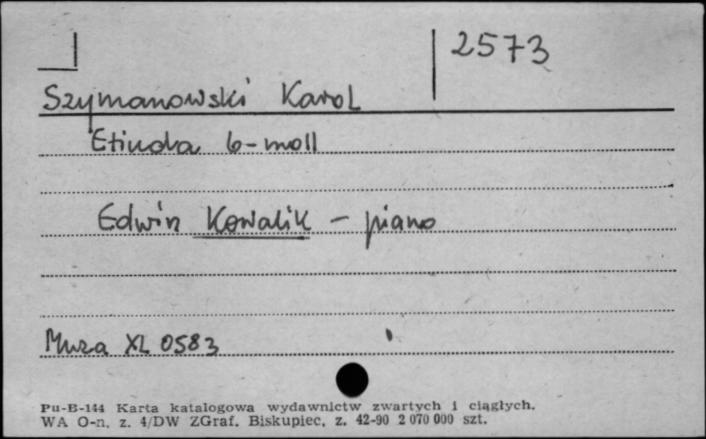 2573
Szymanowski Karol
Etiuda b-moll
Edwin Kowalik - piano
Muza XL 0583
Pu-B-144 Karta katalogowa wydawnictw zwartych i ciągłych.
WA O-n, z. 4/DW ZGraf. Biskupiec, z. 42-90 2 070 000 szt.